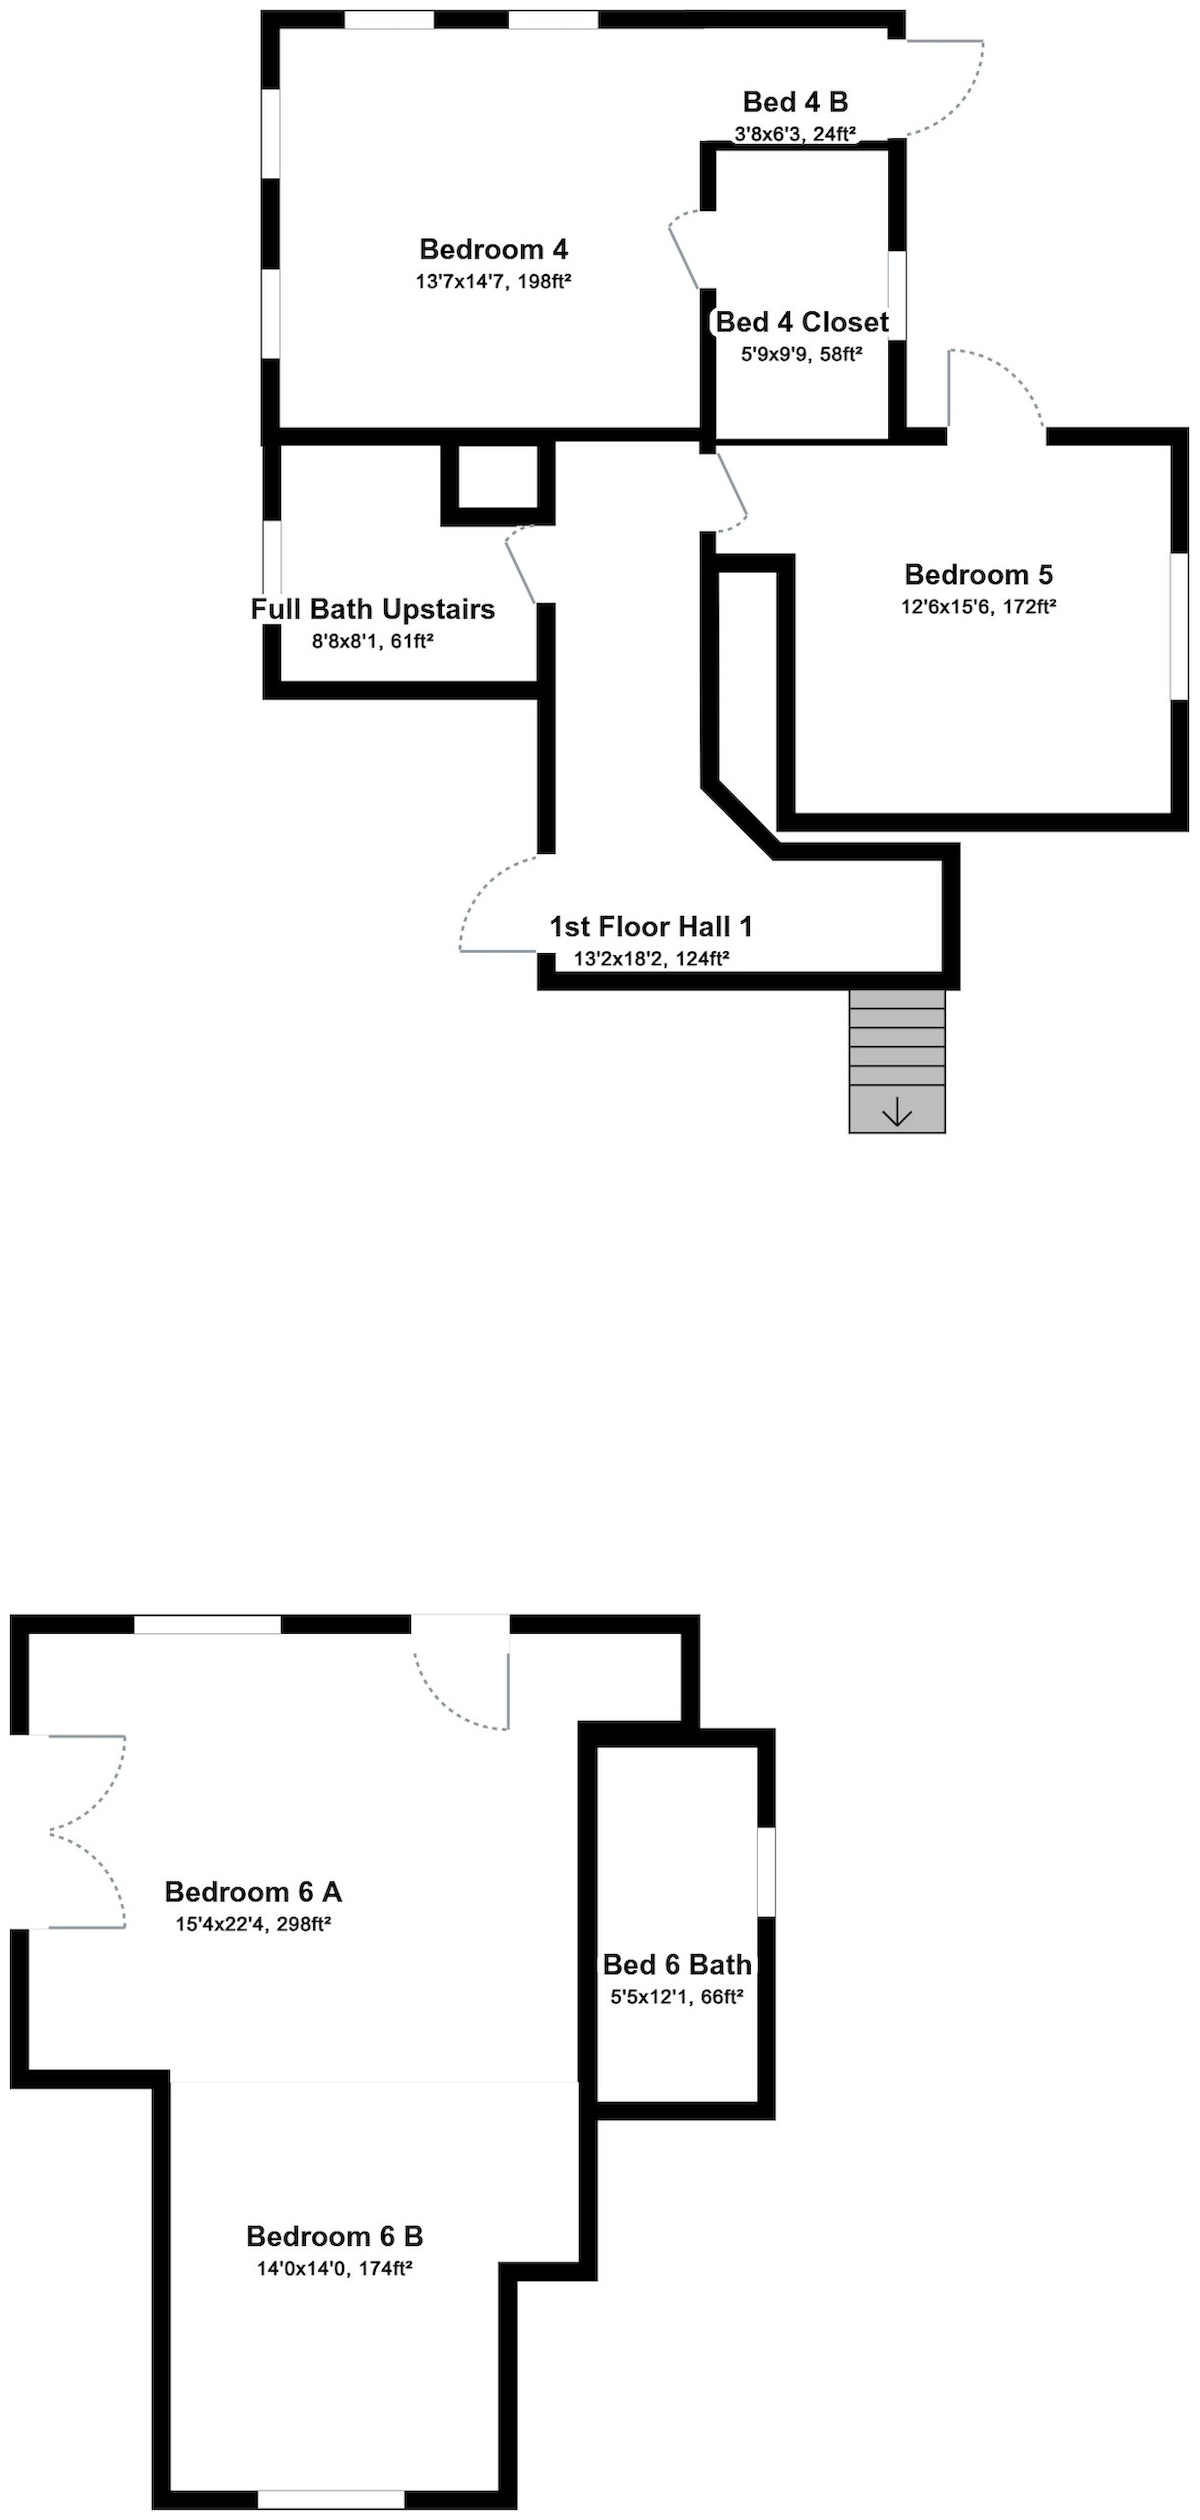 Bed 4 B
3'8x6'3, 24ft²
Bedroom 4
13'7x14'7, 198ft²
Bed 4 Closet
5'9x9'9, 58ft²
Bedroom 5
12'6x15'6, 172ft²
Full Bath Upstairs
8'8x8'1, 61ft²
1st Floor Hall 1
13'2x18'2, 124ft²
Bedroom 6 A
15'4x22'4, 298ft²
Bed 6 Bath
5'5x12'1, 66ft²
Bedroom 6 B
14'0x14'0, 174ft²